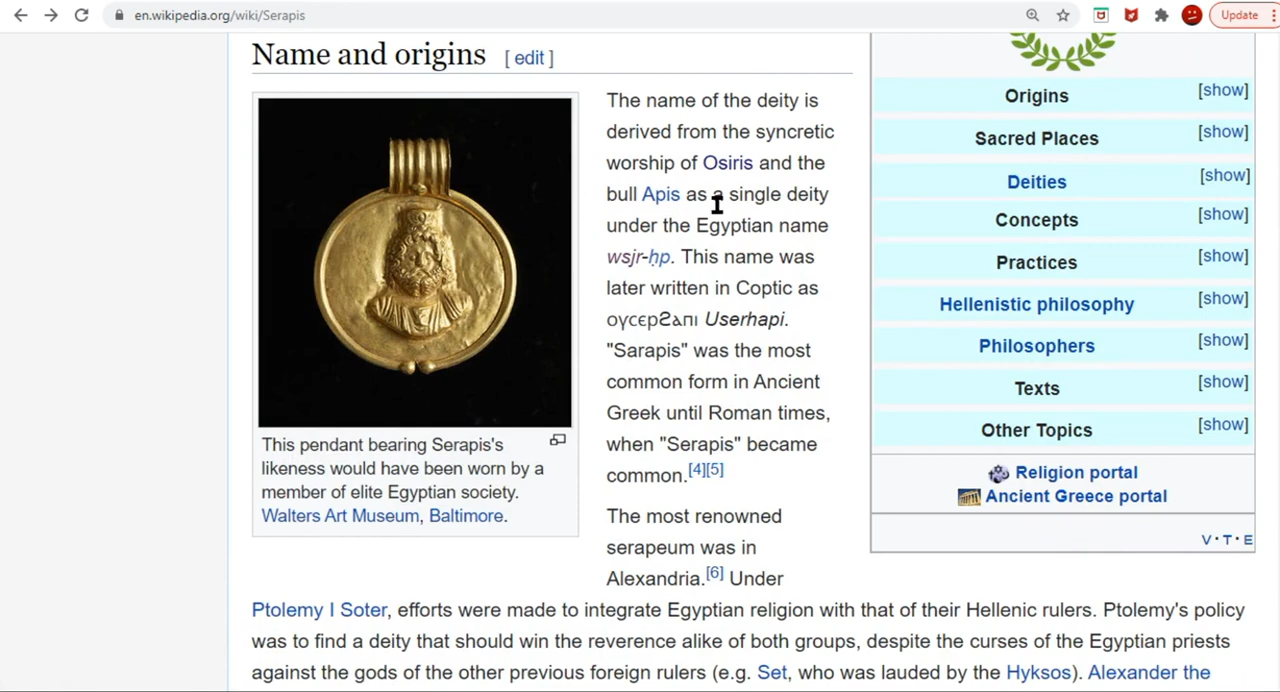 en.wikipedia.org/wiki/Serapis
Update
Name and origins [ edit ]
This pendant bearing Serapis's
likeness would have been worn by a
member of elite Egyptian society.
Walters Art Museum, Baltimore.
The name of the deity is
derived from the syncretic
worship of Osiris and the
bull Apis as a single deity
under the Egyptian name
wsjr-ḥp. This name was
later written in Coptic as
ⲟⲩⲥⲉⲣϩⲁⲡⲓ Userhapi.
"Sarapis" was the most
common form in Ancient
Greek until Roman times,
when "Serapis" became
common.[4][5]
The most renowned
serapeum was in
Alexandria.[6] Under
Ptolemy I Soter, efforts were made to integrate Egyptian religion with that of their Hellenic rulers. Ptolemy's policy
was to find a deity that should win the reverence alike of both groups, despite the curses of the Egyptian priests
against the gods of the other previous foreign rulers (e.g. Set, who was lauded by the Hyksos). Alexander the
Origins [show]
Sacred Places [show]
Deities [show]
Concepts [show]
Practices [show]
Hellenistic philosophy [show]
Philosophers [show]
Texts [show]
Other Topics [show]
Religion portal
Ancient Greece portal
V · T · E